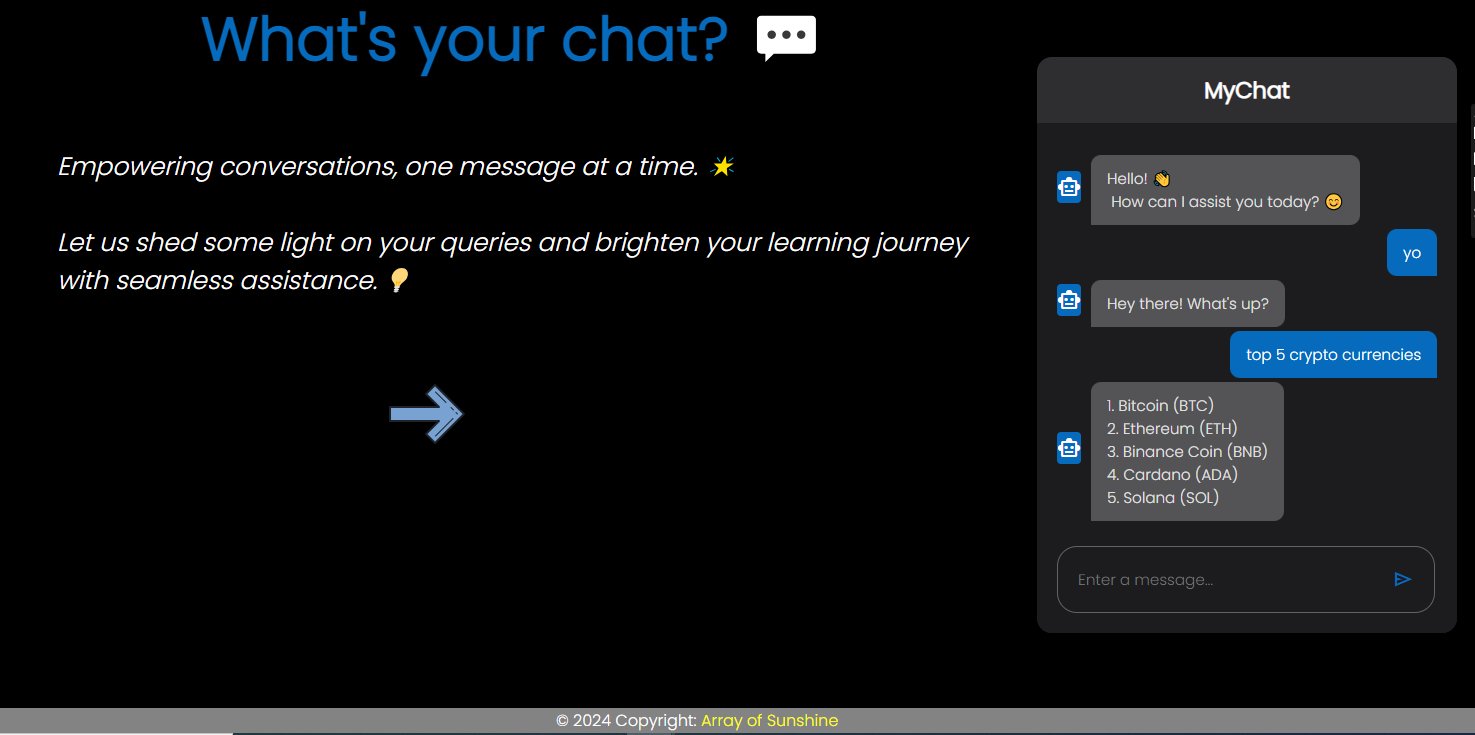 What's your chat?
Empowering conversations, one message at a time.
Let us shed some light on your queries and brighten your learning journey
with seamless assistance.
MyChat
Hello! 👋
How can I assist you today? 😊
yo
Hey there! What's up?
top 5 crypto currencies
1. Bitcoin (BTC)
2. Ethereum (ETH)
3. Binance Coin (BNB)
4. Cardano (ADA)
5. Solana (SOL)
Enter a message...
© 2024 Copyright: Array of Sunshine